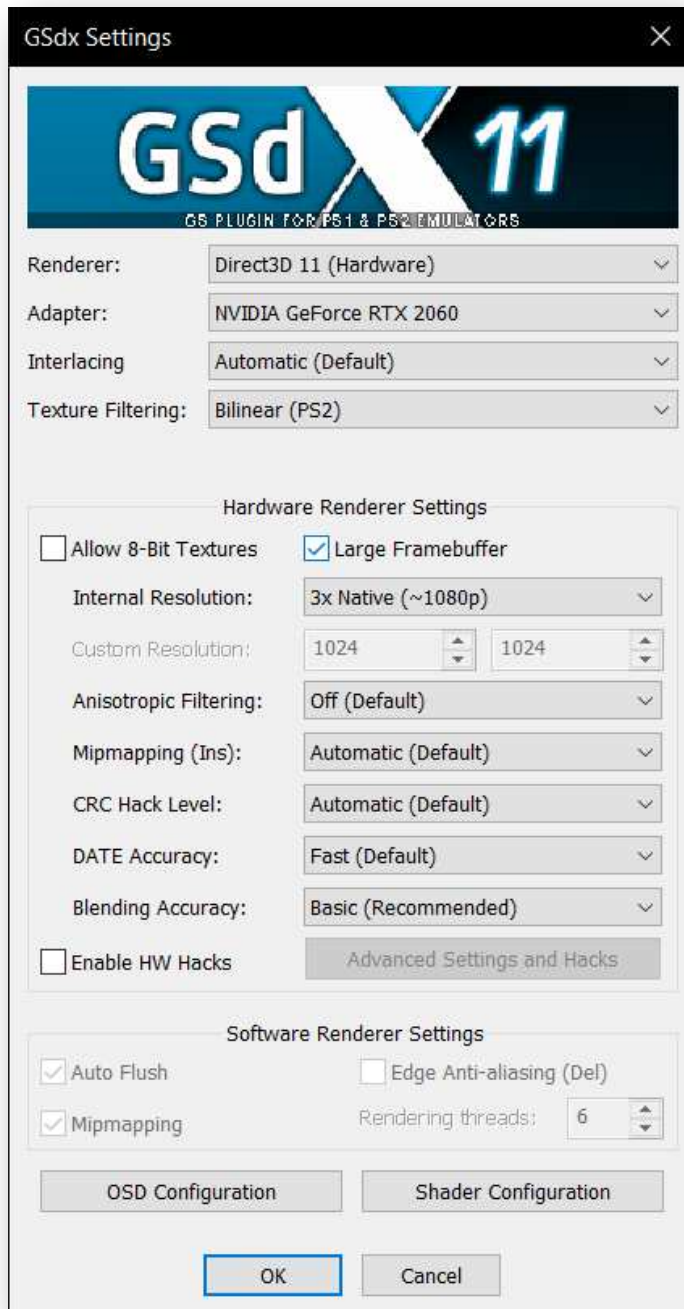 GSdx Settings
GSdX 11
GS PLUGIN FOR PS1 & PS2 EMULATORS
Renderer: Direct3D 11 (Hardware)
Adapter: NVIDIA GeForce RTX 2060
Interlacing Automatic (Default)
Texture Filtering: Bilinear (PS2)
Hardware Renderer Settings
Allow 8-Bit Textures Large Framebuffer
Internal Resolution: 3x Native (~1080p)
Custom Resolution: 1024 1024
Anisotropic Filtering: Off (Default)
Mipmapping (Ins): Automatic (Default)
CRC Hack Level: Automatic (Default)
DATE Accuracy: Fast (Default)
Blending Accuracy: Basic (Recommended)
Enable HW Hacks Advanced Settings and Hacks
Software Renderer Settings
Auto Flush Edge Anti-aliasing (Del)
Mipmapping Rendering threads: 6
OSD Configuration Shader Configuration
OK Cancel